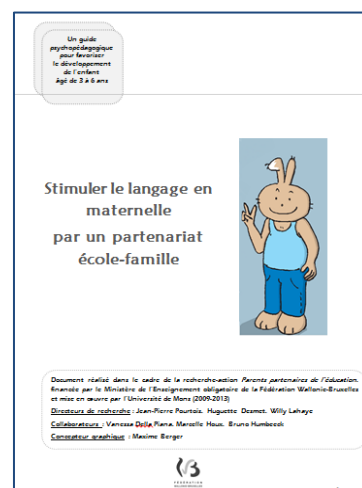 Un guide
psychopédagogique
pour favoriser
le développement
de l'enfant
âgé de 3 à 6 ans
Stimuler le langage en
maternelle
par un partenariat
école-famille
Document réalisé dans le cadre de la recherche-action Parents partenaires de l'éducation,
financée par le Ministère de l'Enseignement obligatoire de la Fédération Wallonie-Bruxelles
et mise en œuvre par l'Université de Mons (2009-2013)
Directeurs de recherche : Jean-Pierre Pourtois, Huguette Desmet, Willy Lahaye
Collaborateurs : Vanessa Della Piana, Marcelle Houx, Bruno Humbeeck
Concepteur graphique : Maxime Berger
FÉDÉRATION
WALLONIE-BRUXELLES